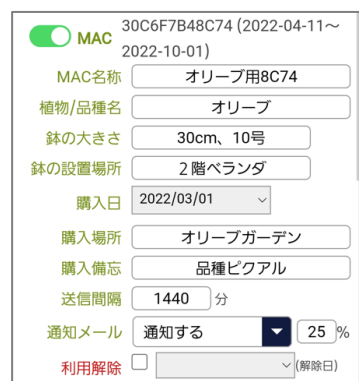 MAC 30C6F7B48C74 (2022-04-11～
2022-10-01)
MAC名称 オリーブ用8C74
植物/品種名 オリーブ
鉢の大きさ 30cm、10号
鉢の設置場所 2階ベランダ
購入日 2022/03/01
購入場所 オリーブガーデン
購入備忘 品種ピクアル
送信間隔 1440 分
通知メール 通知する 25 %
利用解除 (解除日)